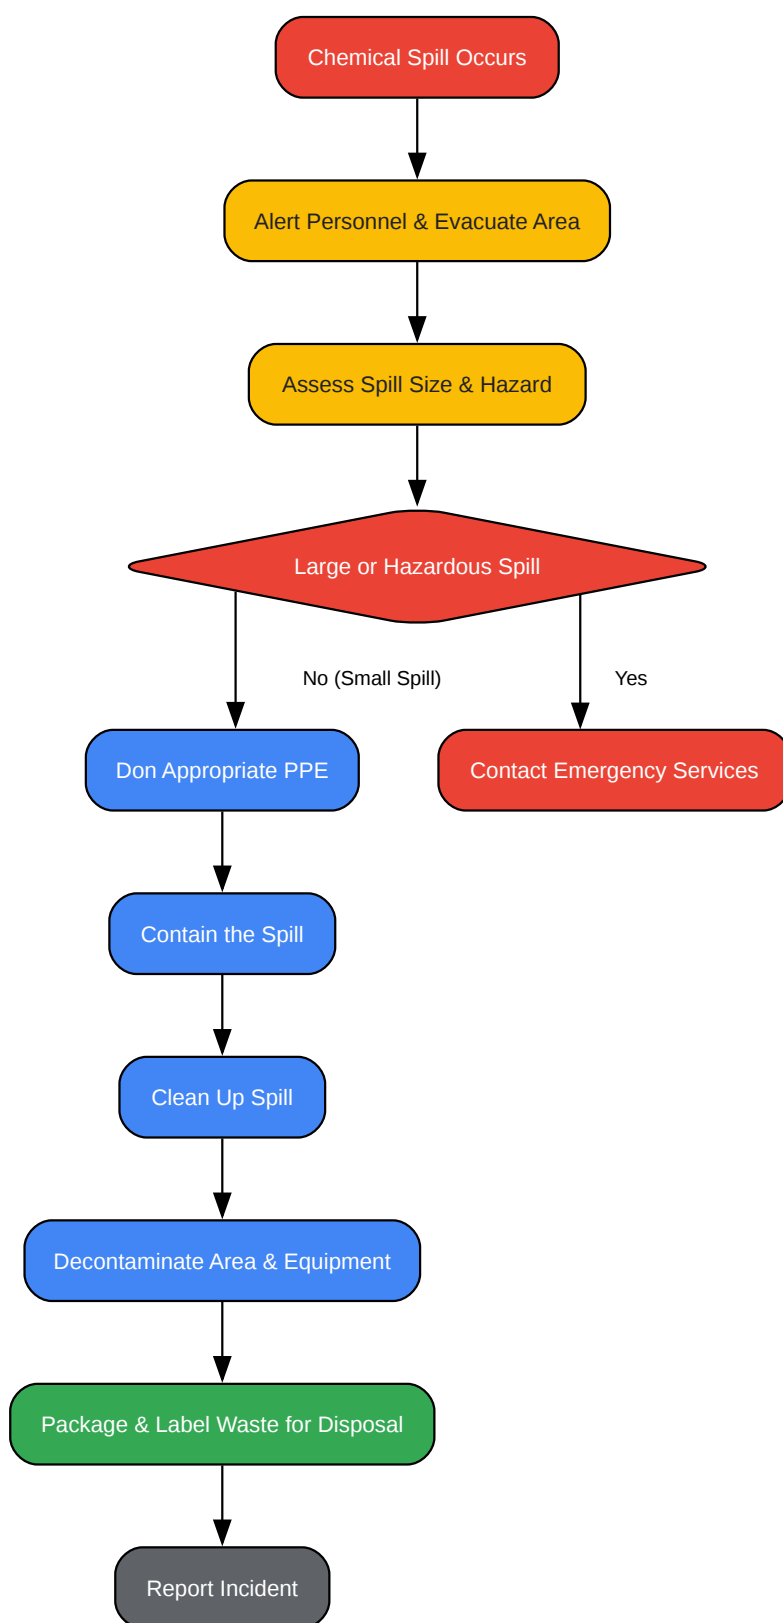 Chemical Spill Occurs
Alert Personnel & Evacuate Area
Assess Spill Size & Hazard
Large or Hazardous Spill
No (Small Spill)
Yes
Don Appropriate PPE
Contact Emergency Services
Contain the Spill
Clean Up Spill
Decontaminate Area & Equipment
Package & Label Waste for Disposal
Report Incident